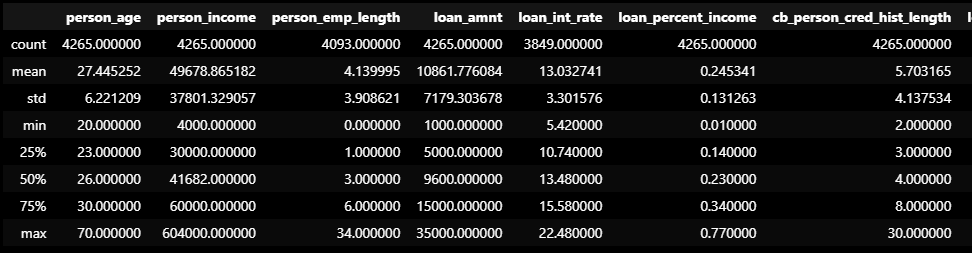 person_age person_income person_emp_length loan_amnt loan_int_rate loan_percent_income cb_person_cred_hist_length
count 4265.000000 4265.000000 4093.000000 4265.000000 3849.000000 4265.000000 4265.000000
mean 27.445252 49678.865182 4.139995 10861.776084 13.032741 0.245341 5.703165
std 6.221209 37801.329057 3.908621 7179.303678 3.301576 0.131263 4.137534
min 20.000000 4000.000000 0.000000 1000.000000 5.420000 0.010000 2.000000
25% 23.000000 30000.000000 1.000000 5000.000000 10.740000 0.140000 3.000000
50% 26.000000 41682.000000 3.000000 9600.000000 13.480000 0.230000 4.000000
75% 30.000000 60000.000000 6.000000 15000.000000 15.580000 0.340000 8.000000
max 70.000000 604000.000000 34.000000 35000.000000 22.480000 0.770000 30.000000